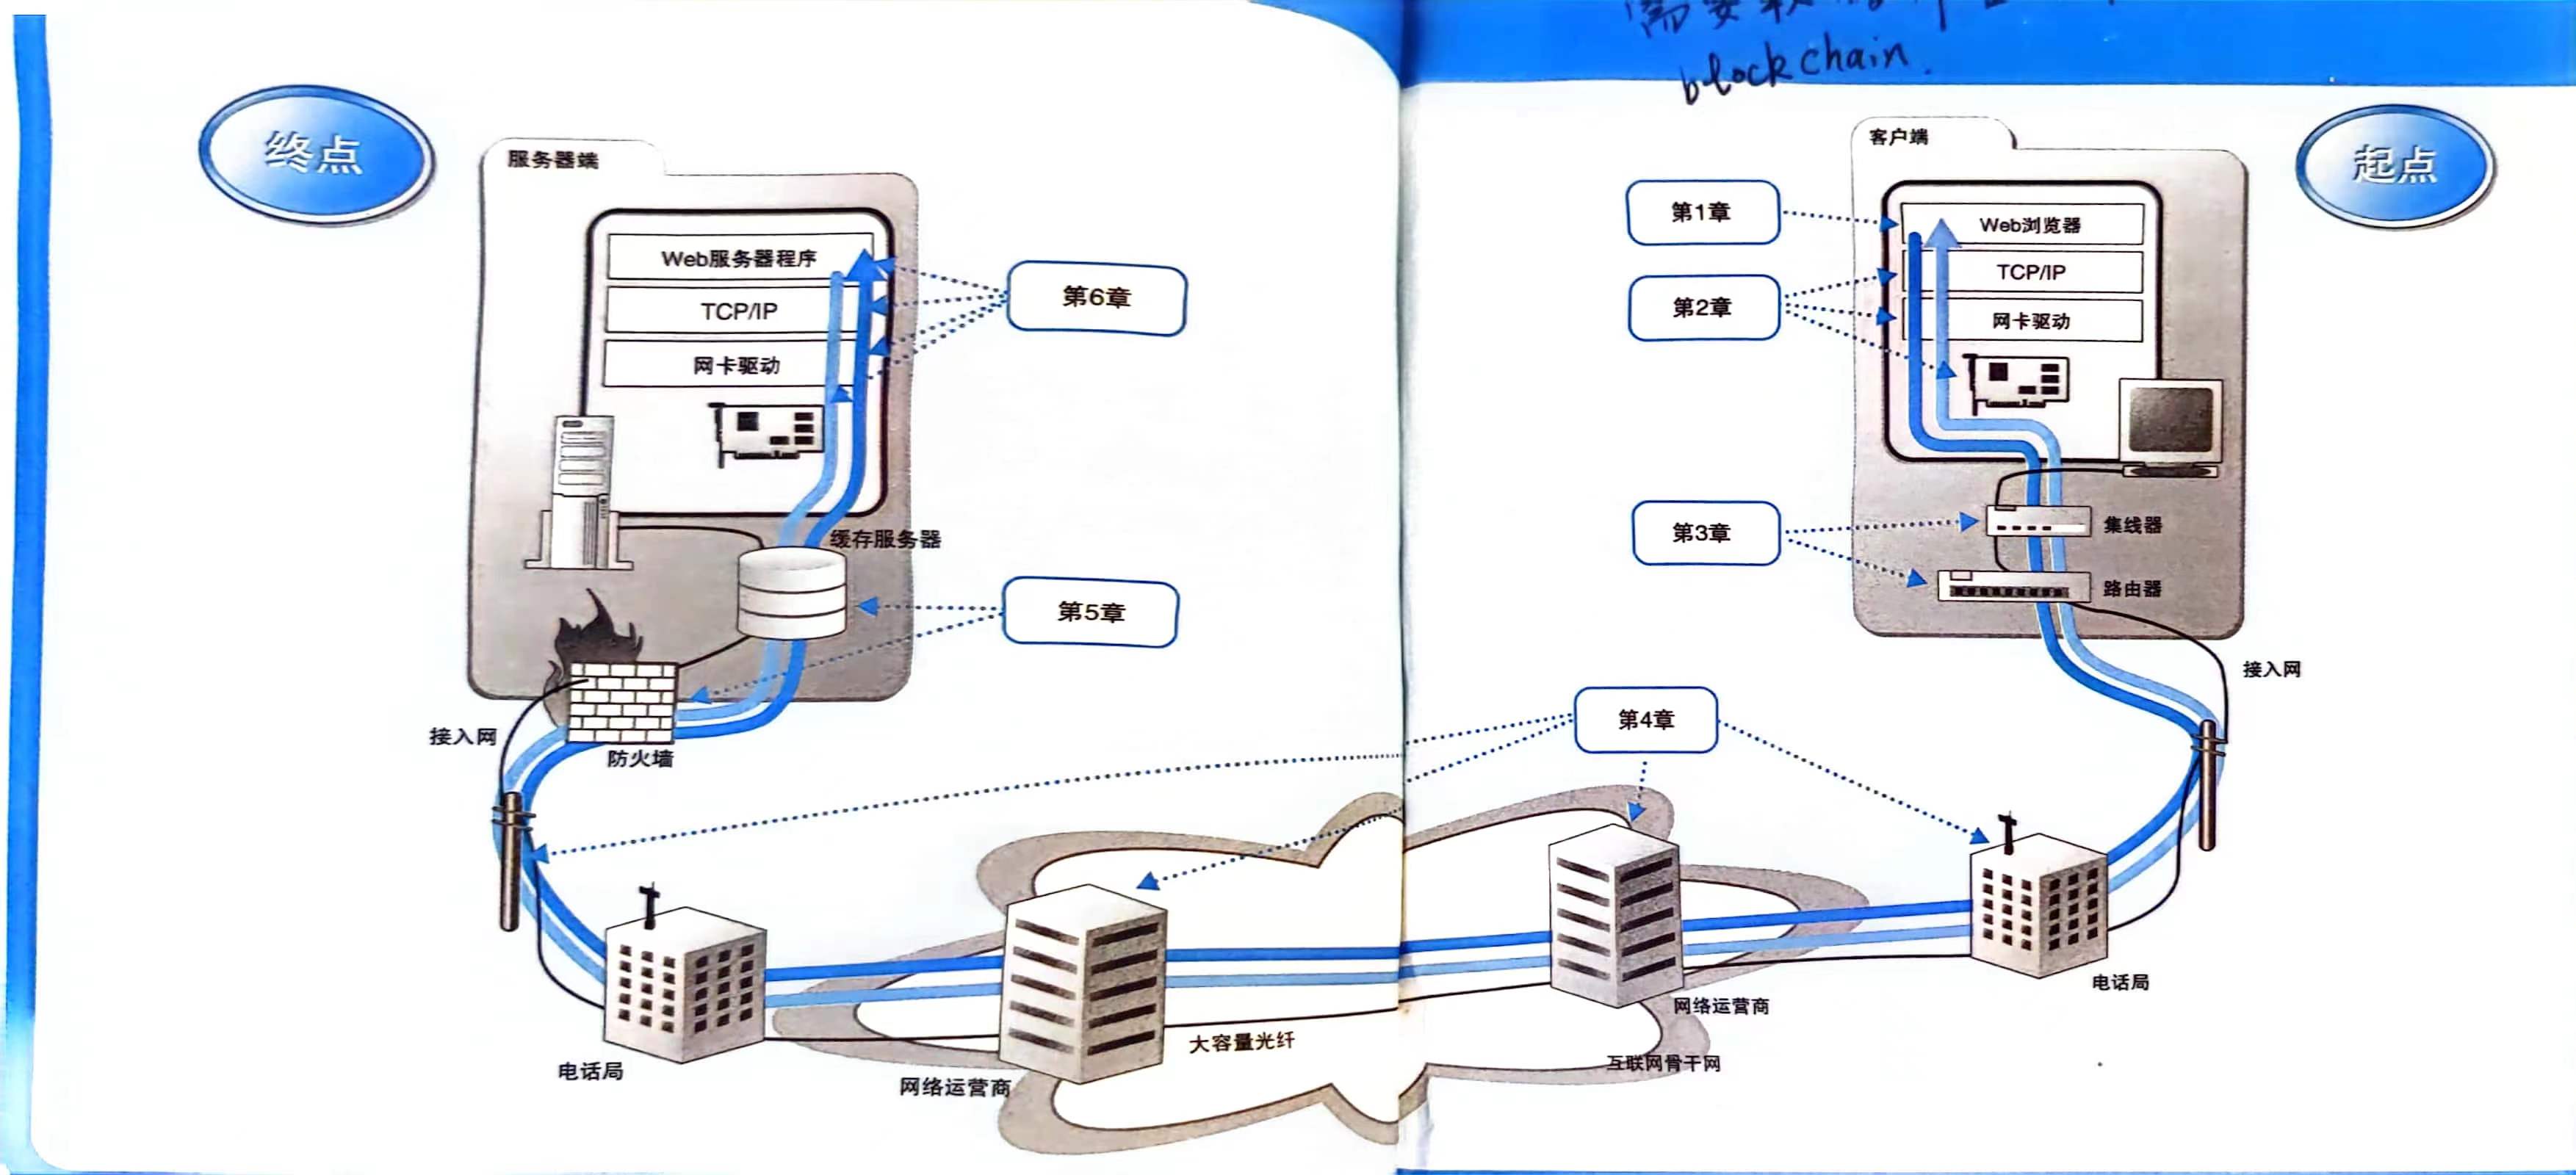 终点
服务器端
Web服务器程序
TCP/IP
网卡驱动
第6章
缓存服务器
第5章
接入网
防火墙
电话局
网络运营商
大容量光纤
需要软
blockchain.
客户端
起点
第1章
Web浏览器
第2章
TCP/IP
网卡驱动
第3章
集线器
路由器
接入网
第4章
网络运营商
电话局
互联网骨干网